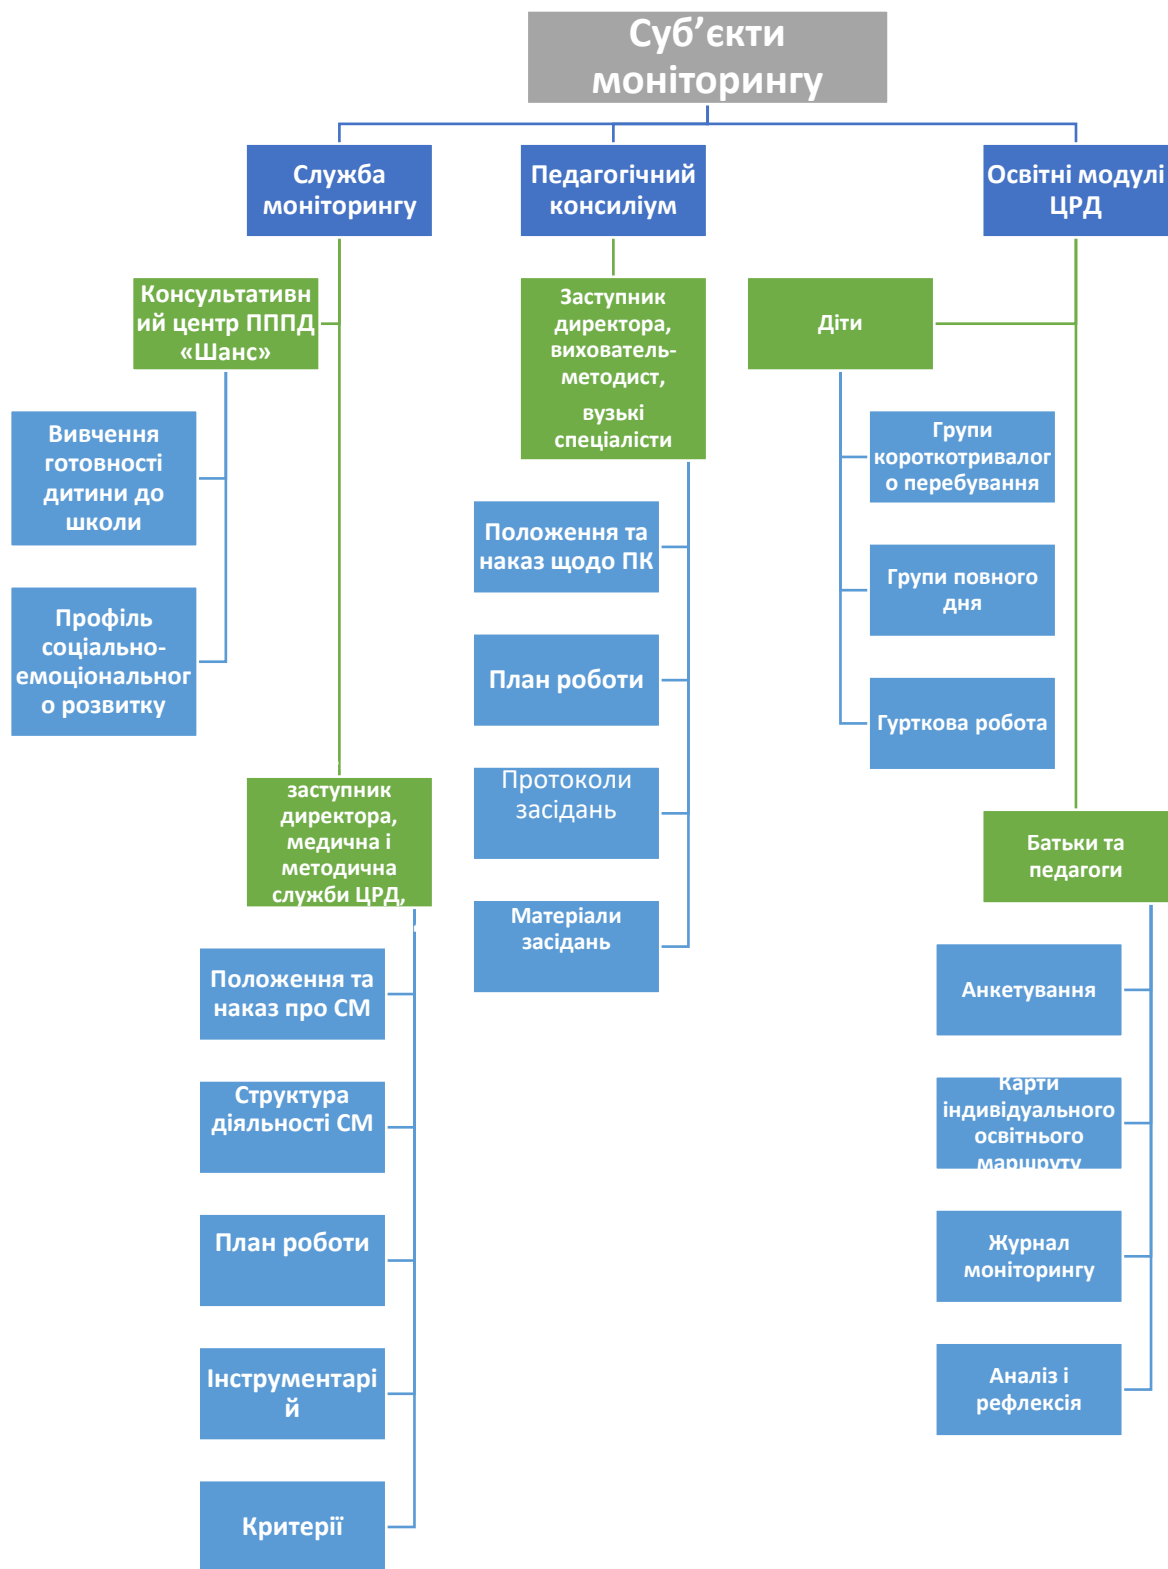 Суб’єкти
моніторингу
Служба
моніторингу
Консультативн
ий центр ПППД
«Шанс»
Вивчення
готовності
дитини до
школи
Профіль
соціально-
емоціональног
о розвитку
заступник
директора,
медична і
методична
служби ЦРД,
Положення та
наказ про СМ
Структура
діяльності СМ
План роботи
Інструментарі
й
Критерії
Педагогічний
консиліум
Заступник
директора,
вихователь-
методист,
вузькі
спеціалісти
Положення та
наказ щодо ПК
План роботи
Протоколи
засідань
Матеріали
засідань
Освітні модулі
ЦРД
Діти
Групи
короткотривалог
о перебування
Групи повного
дня
Гурткова робота
Батьки та
педагоги
Анкетування
Карти
індивідуального
освітнього
маршруту
Журнал
моніторингу
Аналіз і
рефлексія